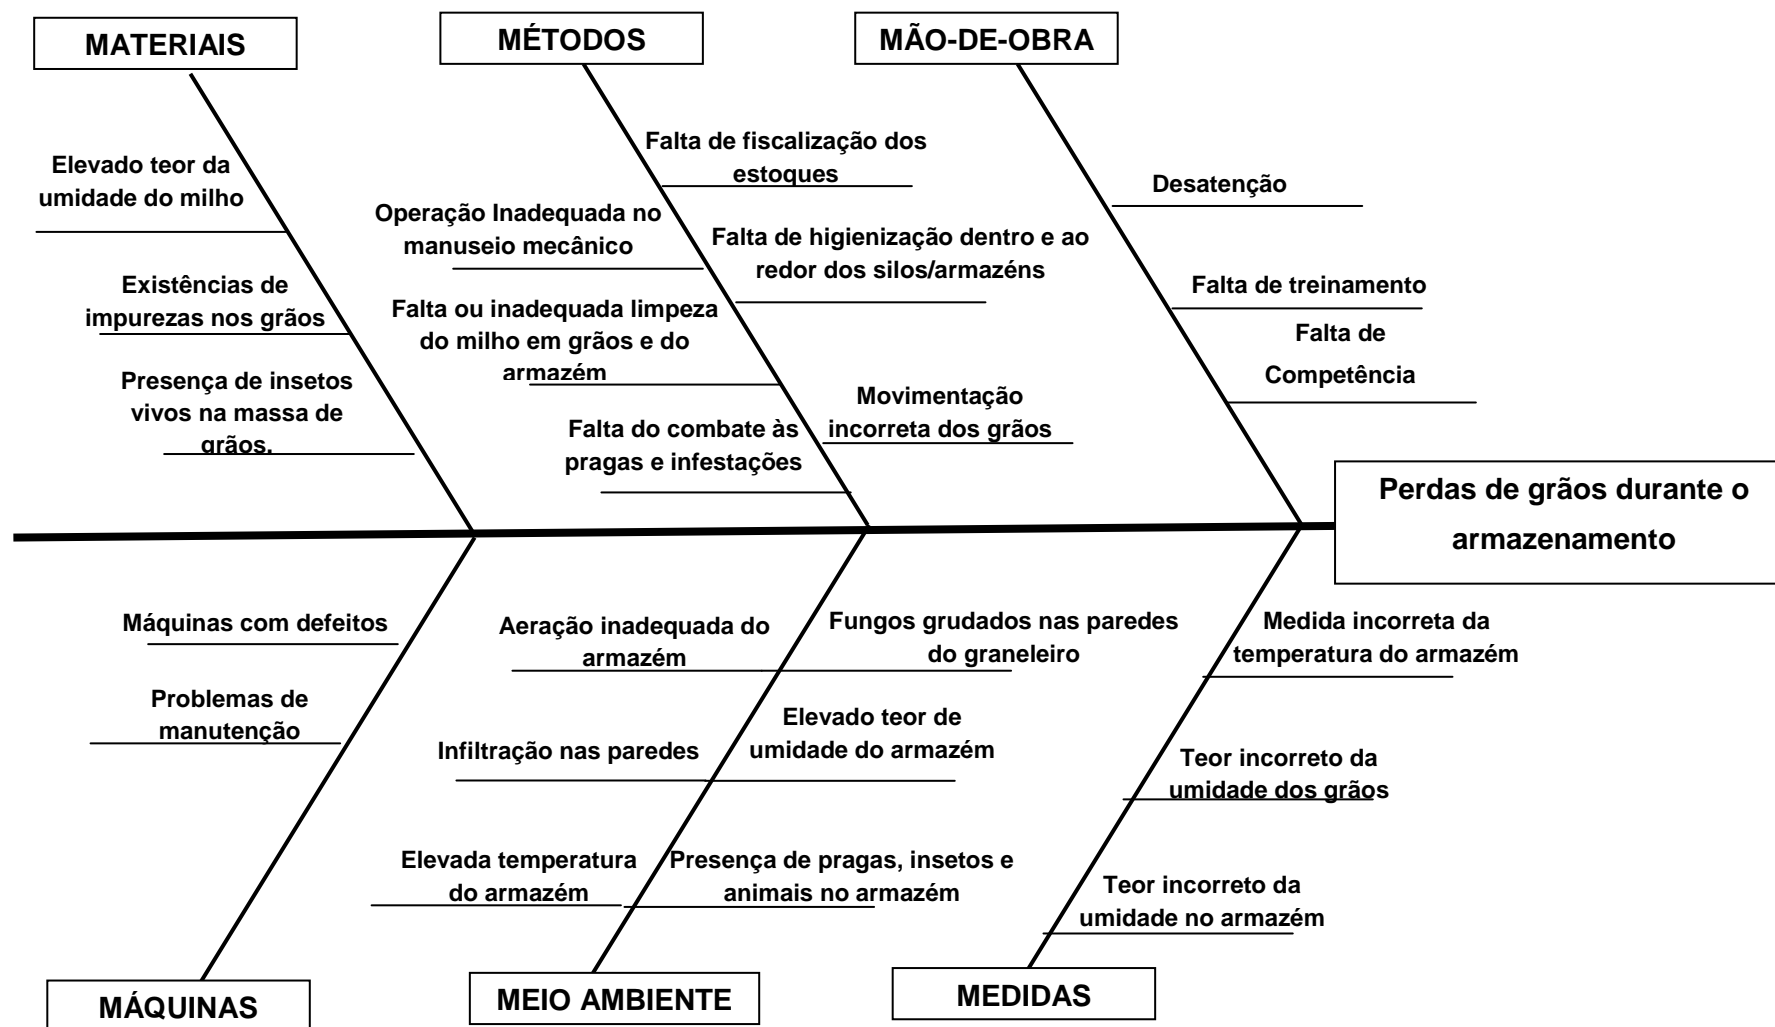 MATERIAIS
MÉTODOS
MÃO-DE-OBRA
Elevado teor da
umidade do milho
Existências de
impurezas nos grãos
Presença de insetos
vivos na massa de
grãos.
Falta de fiscalização dos
estoques
Operação Inadequada no
manuseio mecânico
Falta de higienização dentro e ao
redor dos silos/armazéns
Falta ou inadequada limpeza
do milho em grãos e do
armazém
Movimentação
incorreta dos grãos
Falta do combate às
pragas e infestações
Desatenção
Falta de treinamento
Falta de
Competência
Perdas de grãos durante o
armazenamento
Máquinas com defeitos
Problemas de
manutenção
Aeração inadequada do
armazém
Fungos grudados nas paredes
do graneleiro
Infiltração nas paredes
Elevado teor de
umidade do armazém
Elevada temperatura
do armazém
Presença de pragas, insetos e
animais no armazém
Medida incorreta da
temperatura do armazém
Teor incorreto da
umidade dos grãos
Teor incorreto da
umidade no armazém
MÁQUINAS
MEIO AMBIENTE
MEDIDAS